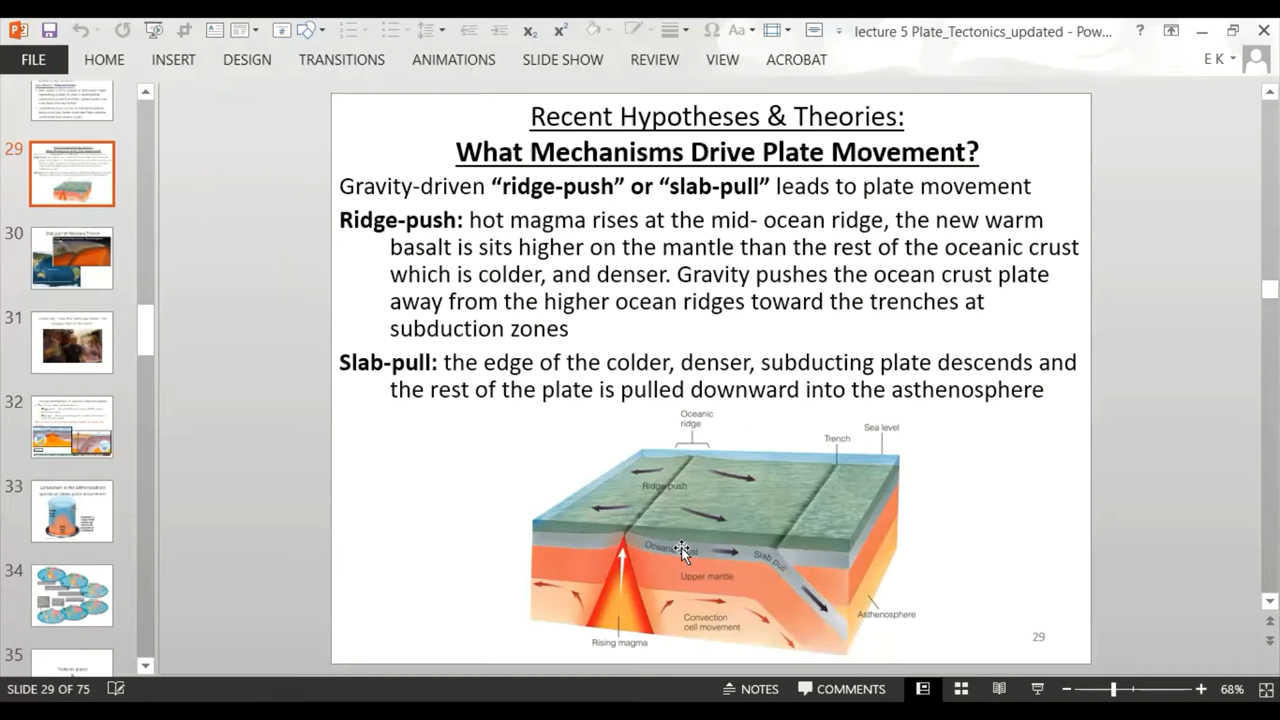 lecture 5 Plate_Tectonics_updated - Pow...
E K
FILE HOME INSERT DESIGN TRANSITIONS ANIMATIONS SLIDE SHOW REVIEW VIEW ACROBAT
29
30
31
32
33
34
35
Recent Hypotheses & Theories:
What Mechanisms Drive Plate Movement?
Gravity-driven “ridge-push” or “slab-pull” leads to plate movement
Ridge-push: hot magma rises at the mid- ocean ridge, the new warm
basalt is sits higher on the mantle than the rest of the oceanic crust
which is colder, and denser. Gravity pushes the ocean crust plate
away from the higher ocean ridges toward the trenches at
subduction zones
Slab-pull: the edge of the colder, denser, subducting plate descends and
the rest of the plate is pulled downward into the asthenosphere
Oceanic
ridge
Trench
Sea level
Ridge push
Slab pull
Upper mantle
Convection
cell movement
Asthenosphere
Rising magma
29
SLIDE 29 OF 75
NOTES
COMMENTS
68%